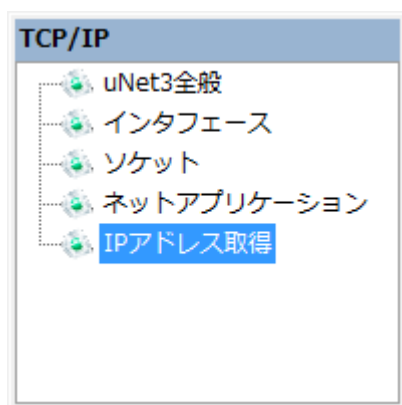 TCP/IP
uNet3全般
インタフェース
ソケット
ネットアプリケーション
IPアドレス取得